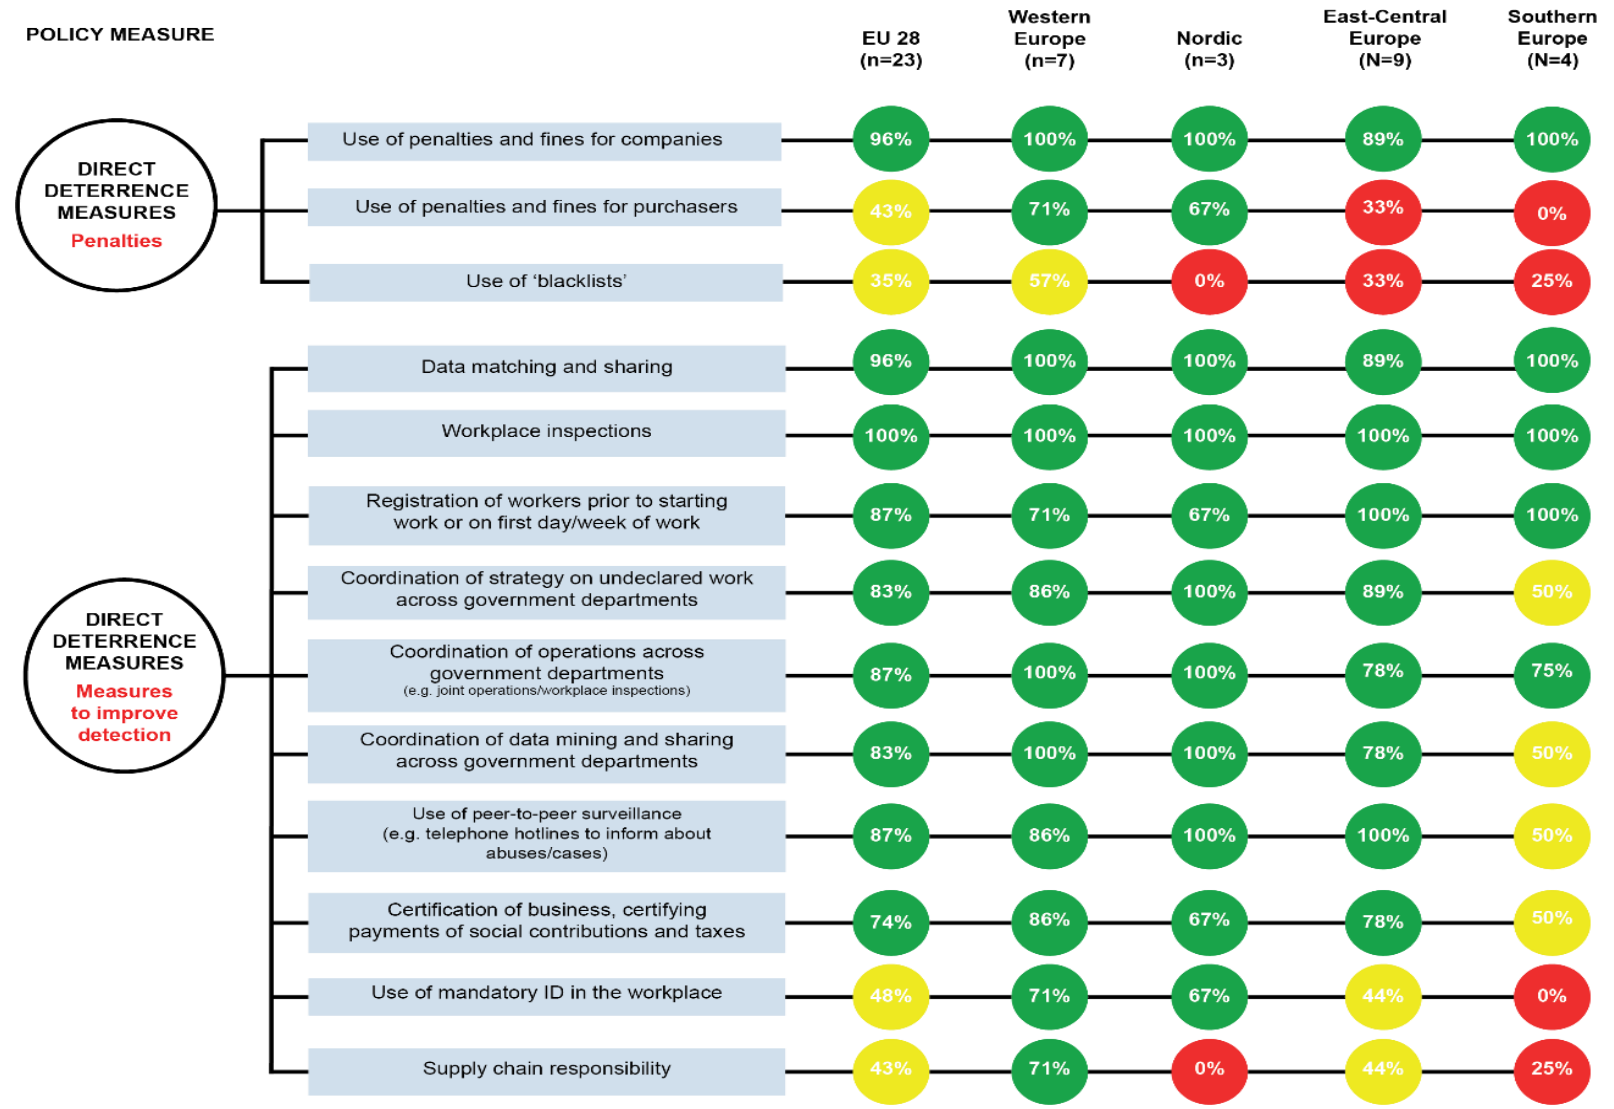 POLICY MEASURE
EU 28
(n=23)
Western
Europe
(n=7)
Nordic
(n=3)
East-Central
Europe
(N=9)
Southern
Europe
(N=4)
DIRECT
DETERRENCE
MEASURES
Penalties
Use of penalties and fines for companies
96%
100%
100%
89%
100%
Use of penalties and fines for purchasers
43%
71%
67%
33%
0%
Use of ‘blacklists’
35%
57%
0%
33%
25%
DIRECT
DETERRENCE
MEASURES
Measures
to improve
detection
Data matching and sharing
96%
100%
100%
89%
100%
Workplace inspections
100%
100%
100%
100%
100%
Registration of workers prior to starting
work or on first day/week of work
87%
71%
67%
100%
100%
Coordination of strategy on undeclared work
across government departments
83%
86%
100%
89%
50%
Coordination of operations across
government departments
(e.g. joint operations/workplace inspections)
87%
100%
100%
78%
75%
Coordination of data mining and sharing
across government departments
83%
100%
100%
78%
50%
Use of peer-to-peer surveillance
(e.g. telephone hotlines to inform about
abuses/cases)
87%
86%
100%
100%
50%
Certification of business, certifying
payments of social contributions and taxes
74%
86%
67%
78%
50%
Use of mandatory ID in the workplace
48%
71%
67%
44%
0%
Supply chain responsibility
43%
71%
0%
44%
25%